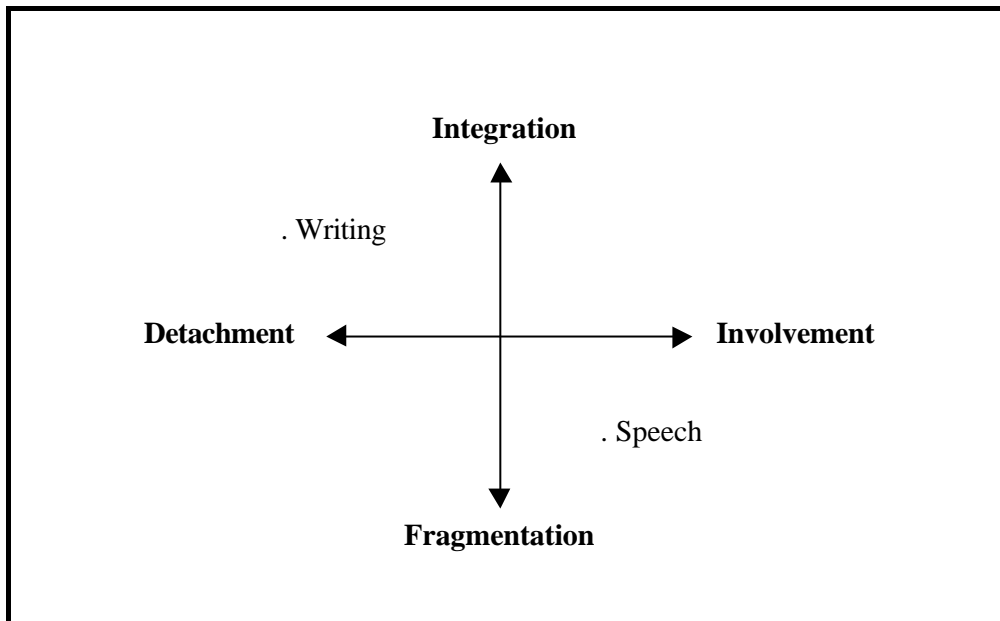 Integration
. Writing
Detachment
Involvement
. Speech
Fragmentation